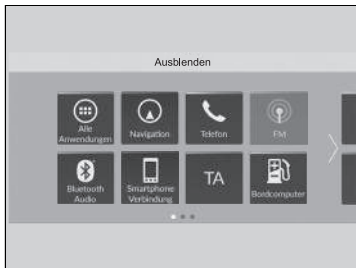 Ausblenden
Alle
Anwendungen
Navigation
Telefon
FM
Bluetooth
Audio
Smartphone
Verbindung
TA
Bordcomputer